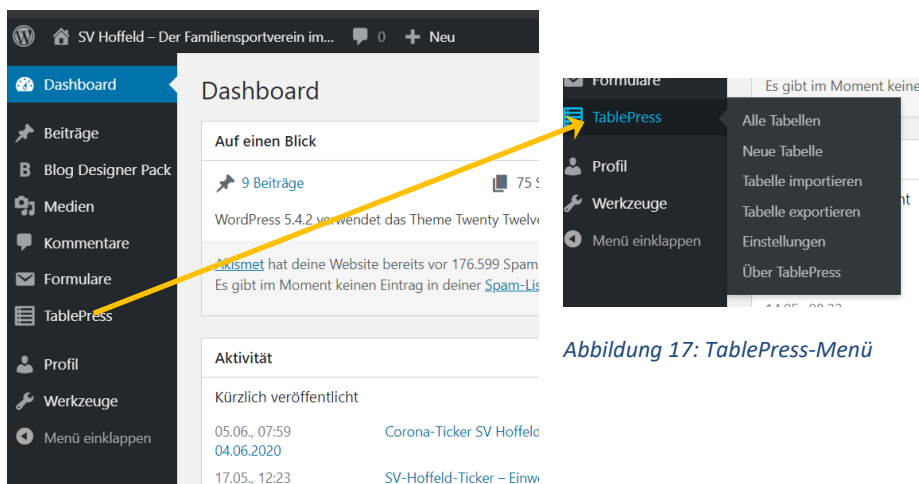 SV Hoffeld – Der Familiensportverein im... 0 + Neu
Dashboard
Beiträge
Blog Designer Pack
Medien
Kommentare
Formulare
TablePress
Profil
Werkzeuge
Menü einklappen
Dashboard
Auf einen Blick
9 Beiträge 75 S
WordPress 5.4.2 verwendet das Theme Twenty Twelve
Akismet hat deine Website bereits vor 176.599 Spam
Es gibt im Moment keinen Eintrag in deiner Spam-Lis
Aktivität
Kürzlich veröffentlicht
05.06., 07:59 Corona-Ticker SV Hoffeld
04.06.2020
17.05., 12:23 SV-Hoffeld-Ticker – Einw
Formulare
TablePress
Profil
Werkzeuge
Menü einklappen
Es gibt im Moment keine
Alle Tabellen
Neue Tabelle
Tabelle importieren
Tabelle exportieren
Einstellungen
Über TablePress
Abbildung 17: TablePress-Menü